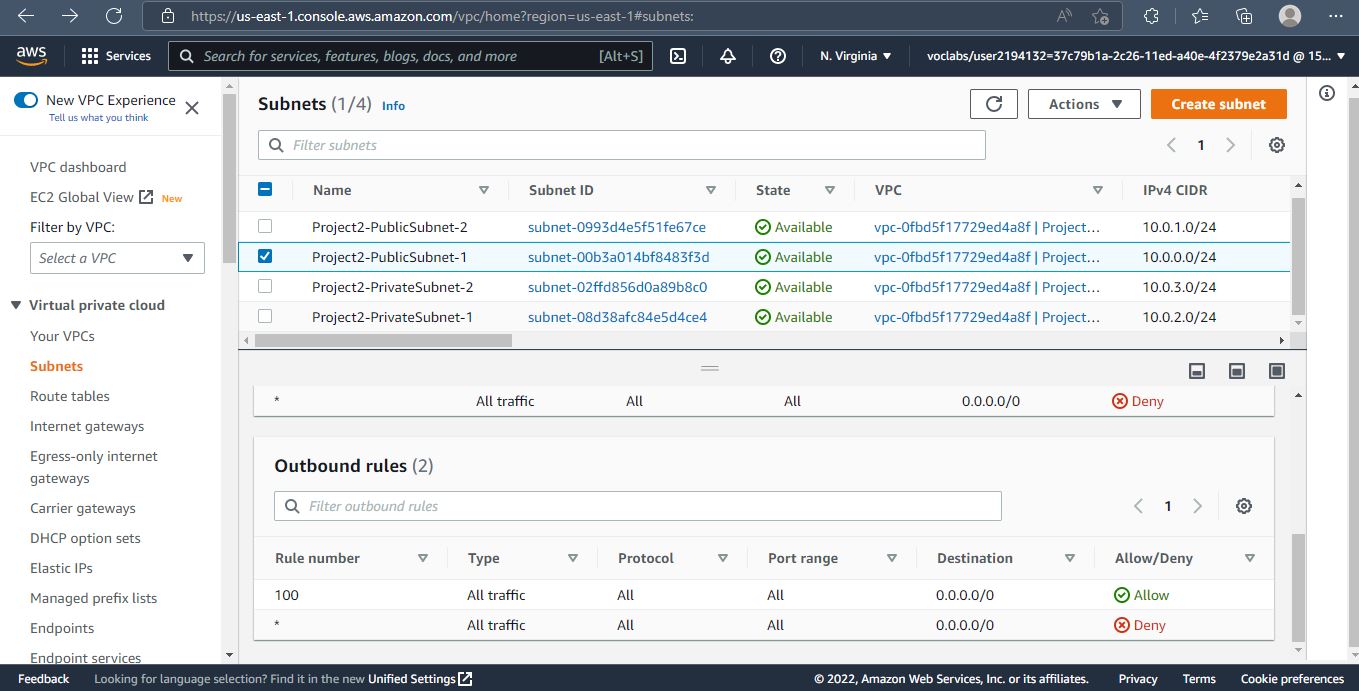 https://us-east-1.console.aws.amazon.com/vpc/home?region=us-east-1#subnets:
aws Services Search for services, features, blogs, docs, and more [Alt+S] N. Virginia voclabs/user2194132=37c79b1a-2c26-11ed-a40e-4f2379e2a31d @ 15...
New VPC Experience
Tell us what you think
VPC dashboard
EC2 Global View New
Filter by VPC:
Select a VPC
Virtual private cloud
Your VPCs
Subnets
Route tables
Internet gateways
Egress-only internet
gateways
Carrier gateways
DHCP option sets
Elastic IPs
Managed prefix lists
Endpoints
Endpoint services
Subnets (1/4) Info
Actions
Create subnet
Filter subnets
1
Name Subnet ID State VPC IPv4 CIDR
Project2-PublicSubnet-2 subnet-0993d4e5f51fe67ce Available vpc-0fbd5f17729ed4a8f | Project... 10.0.1.0/24
Project2-PublicSubnet-1 subnet-00b3a014bf8483f3d Available vpc-0fbd5f17729ed4a8f | Project... 10.0.0.0/24
Project2-PrivateSubnet-2 subnet-02ffd856d0a89b8c0 Available vpc-0fbd5f17729ed4a8f | Project... 10.0.3.0/24
Project2-PrivateSubnet-1 subnet-08d38afc84e5d4ce4 Available vpc-0fbd5f17729ed4a8f | Project... 10.0.2.0/24
* All traffic All All 0.0.0.0/0 Deny
Outbound rules (2)
Filter outbound rules
1
Rule number Type Protocol Port range Destination Allow/Deny
100 All traffic All All 0.0.0.0/0 Allow
* All traffic All All 0.0.0.0/0 Deny
Feedback Looking for language selection? Find it in the new Unified Settings © 2022, Amazon Web Services, Inc. or its affiliates. Privacy Terms Cookie preferences